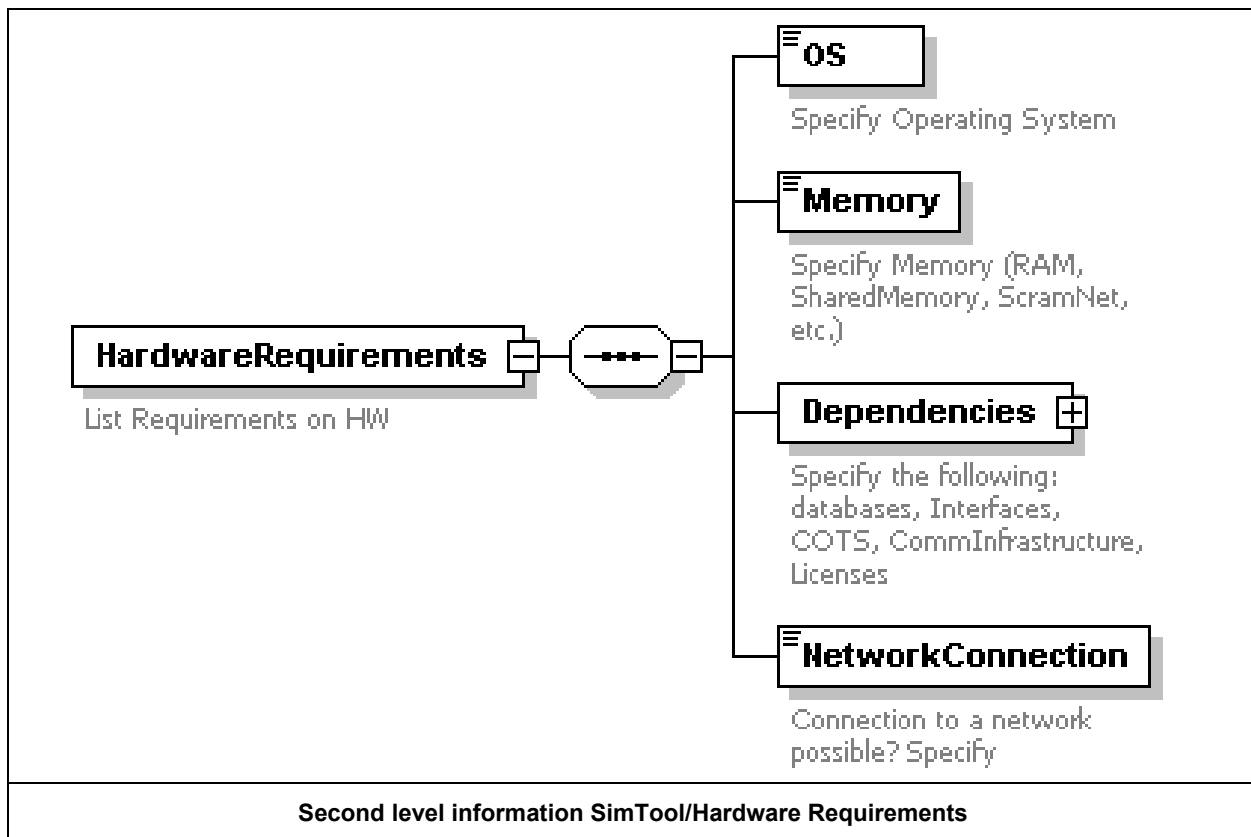 OS
Specify Operating System
Memory
Specify Memory (RAM,
SharedMemory, ScramNet,
etc.)
HardwareRequirements
List Requirements on HW
Dependencies
Specify the following:
databases, Interfaces,
COTS, CommInfrastructure,
Licenses
NetworkConnection
Connection to a network
possible? Specify
Second level information SimTool/Hardware Requirements